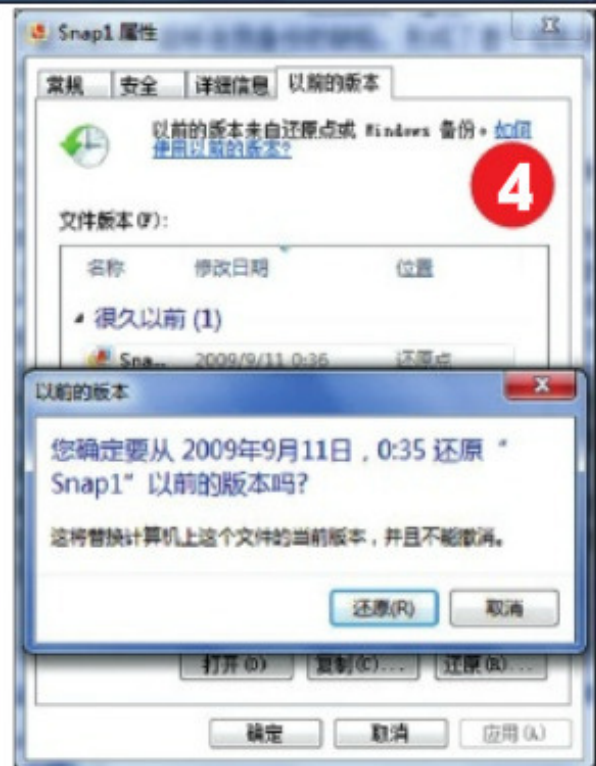 Snap1 属性
常规 安全 详细信息 以前的版本
以前的版本来自还原点或 Windows 备份。如何
使用以前的版本?
4
文件版本(F):
名称 修改日期 位置
很久以前 (1)
Sna... 2009/9/11 0:36 还原点
以前的版本
您确定要从 2009年9月11日，0:35 还原“
Snap1”以前的版本吗?
这将替换计算机上这个文件的当前版本，并且不能撤消。
还原(R) 取消
打开(O) 复制(C)... 还原(R)...
确定 取消 应用(A)